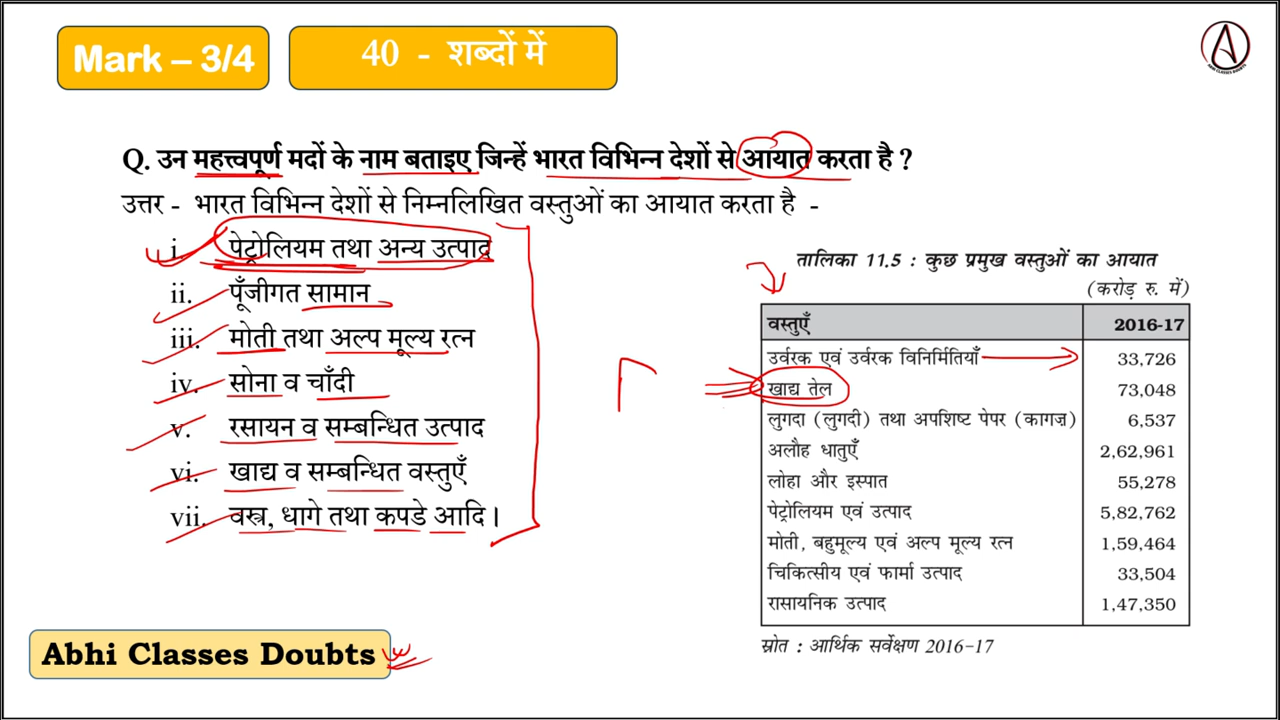 Mark – 3/4
40 - शब्दों में
ABHI CLASSES DOUBTS
Q. उन महत्त्वपूर्ण मदों के नाम बताइए जिन्हें भारत विभिन्न देशों से आयात करता है ?
उत्तर - भारत विभिन्न देशों से निम्नलिखित वस्तुओं का आयात करता है -
i. पेट्रोलियम तथा अन्य उत्पाद
ii. पूँजीगत सामान
iii. मोती तथा अल्प मूल्य रत्न
iv. सोना व चाँदी
v. रसायन व सम्बन्धित उत्पाद
vi. खाद्य व सम्बन्धित वस्तुएँ
vii. वस्त्र, धागे तथा कपडे आदि।
तालिका 11.5 : कुछ प्रमुख वस्तुओं का आयात
(करोड़ रु. में)
वस्तुएँ 2016-17
उर्वरक एवं उर्वरक विनिर्मितियाँ 33,726
खाद्य तेल 73,048
लुगदा (लुगदी) तथा अपशिष्ट पेपर (कागज़) 6,537
अलौह धातुएँ 2,62,961
लोहा और इस्पात 55,278
पेट्रोलियम एवं उत्पाद 5,82,762
मोती, बहुमूल्य एवं अल्प मूल्य रत्न 1,59,464
चिकित्सीय एवं फार्मा उत्पाद 33,504
रासायनिक उत्पाद 1,47,350
स्रोत : आर्थिक सर्वेक्षण 2016-17
Abhi Classes Doubts